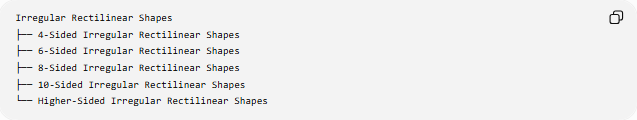 Irregular Rectilinear Shapes
├── 4-Sided Irregular Rectilinear Shapes
├── 6-Sided Irregular Rectilinear Shapes
├── 8-Sided Irregular Rectilinear Shapes
├── 10-Sided Irregular Rectilinear Shapes
└── Higher-Sided Irregular Rectilinear Shapes